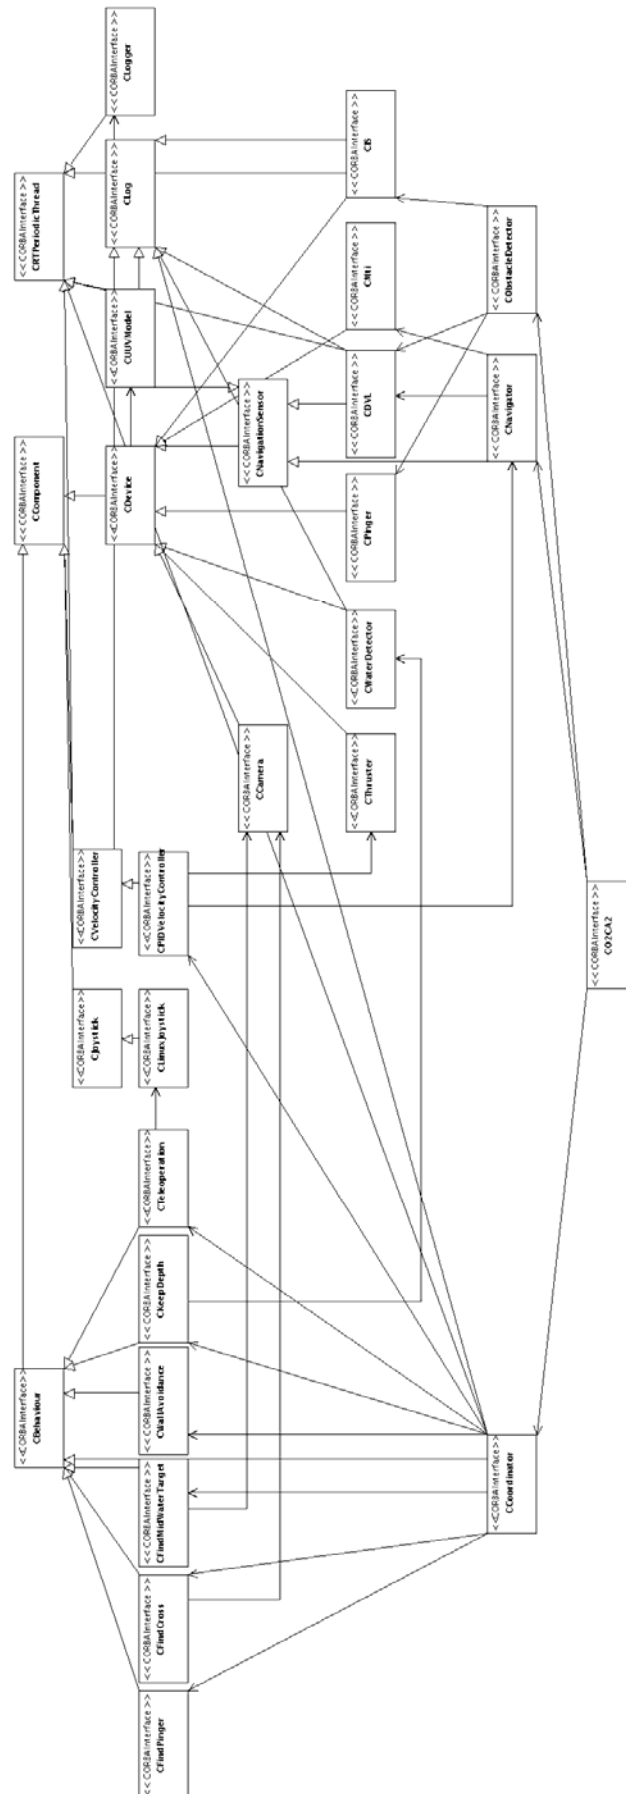 <<CORBAInterface>>
CBehaviour
<< CORBAInterface >>
CComponent
<< CORBAInterface >>
CRTPeriodicThread
<<CORBAInterface>>
CJoystick
<<CORBAInterface>>
CVelocityController
<<CORBAInterface >>
CDevice
<<CORBAInterface >>
CUUVModel
<< CORBAInterface >>
CLog
<< CORBAInterface >>
CLogger
<< CORBAInterface >>
CFindPinger
<< CORBAInterface >>
CFindCross
<< CORBAInterface >>
CFindMidWaterTarget
<< CORBAInterface >>
CWallAvoidance
<< CORBAInterface >>
CKeepDepth
<<CORBAInterface>>
CTeleoperation
<<CORBAInterface>>
CLinuxJoystick
<<CORBAInterface>>
CPIDVelocityController
<< CORBAInterface >>
CCamera
<< CORBAInterface >>
CNavigationSensor
<<CORBAInterface>>
CThruster
<<CORBAInterface>>
CWaterDetector
<< CORBAInterface >>
CPinger
<< CORBAInterface >>
CDVL
<< CORBAInterface >>
CMti
<< CORBAInterface >>
CIS
<<CORBAInterface>>
CCoordinator
<< CORBAInterface >>
CNavigator
<< CORBAInterface >>
CObstacleDetector
<< CORBAInterface >>
CO2CA2